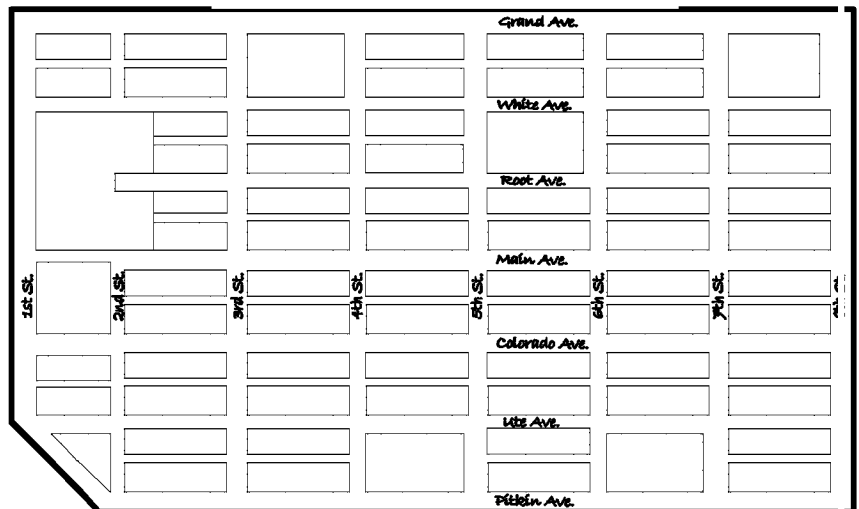 Grand Ave.
White Ave.
Root Ave.
Main Ave.
1st St.
2nd St.
3rd St.
4th St.
5th St.
6th St.
7th St.
Colorado Ave.
Ute Ave.
Pitkin Ave.